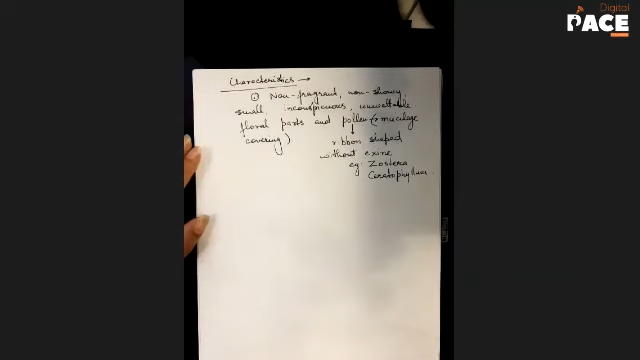 Digital
PACE
Characteristics →
① Non-fragrant, non-showy,
small, inconspicuous, unwettable
floral parts and pollen (mucilage
covering)
ribbon shaped
without exine
eg: Zostera
Ceratophyllum